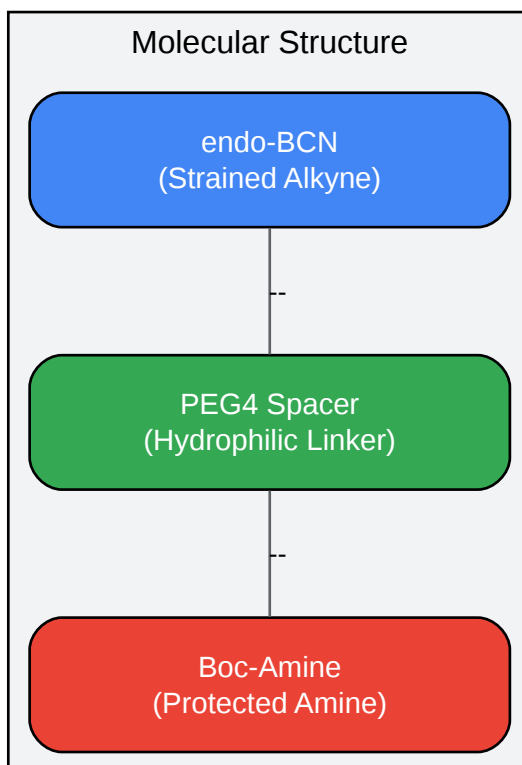 Molecular Structure
endo-BCN
(Strained Alkyne)
--
PEG4 Spacer
(Hydrophilic Linker)
--
Boc-Amine
(Protected Amine)